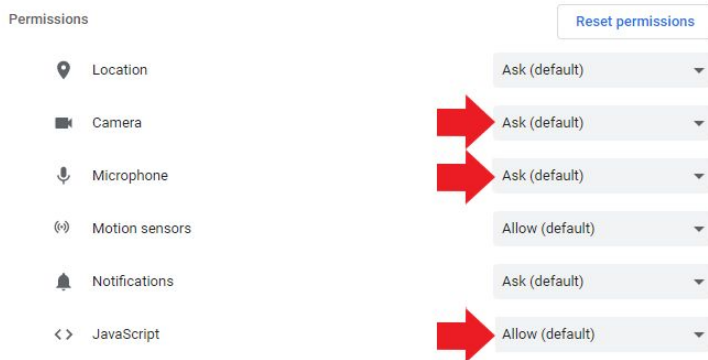 Permissions Reset permissions
Location Ask (default)
Camera Ask (default)
Microphone Ask (default)
Motion sensors Allow (default)
Notifications Ask (default)
JavaScript Allow (default)